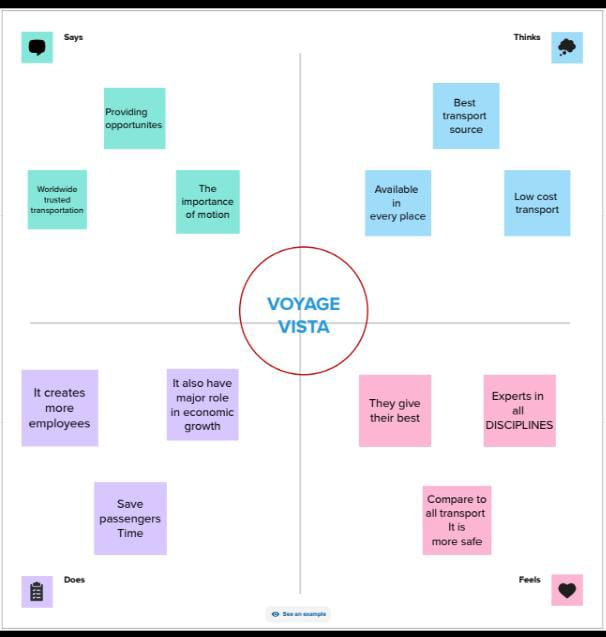 Says
Thinks
Providing
opportunites
Best
transport
source
Worldwide
trusted
transportation
The
importance
of motion
Available
in
every place
Low cost
transport
VOYAGE
VISTA
It creates
more
employees
It also have
major role
in economic
growth
They give
their best
Experts in
all
DISCIPLINES
Save
passengers
Time
Compare to
all transport
It is
more safe
Does
Feels
See an example